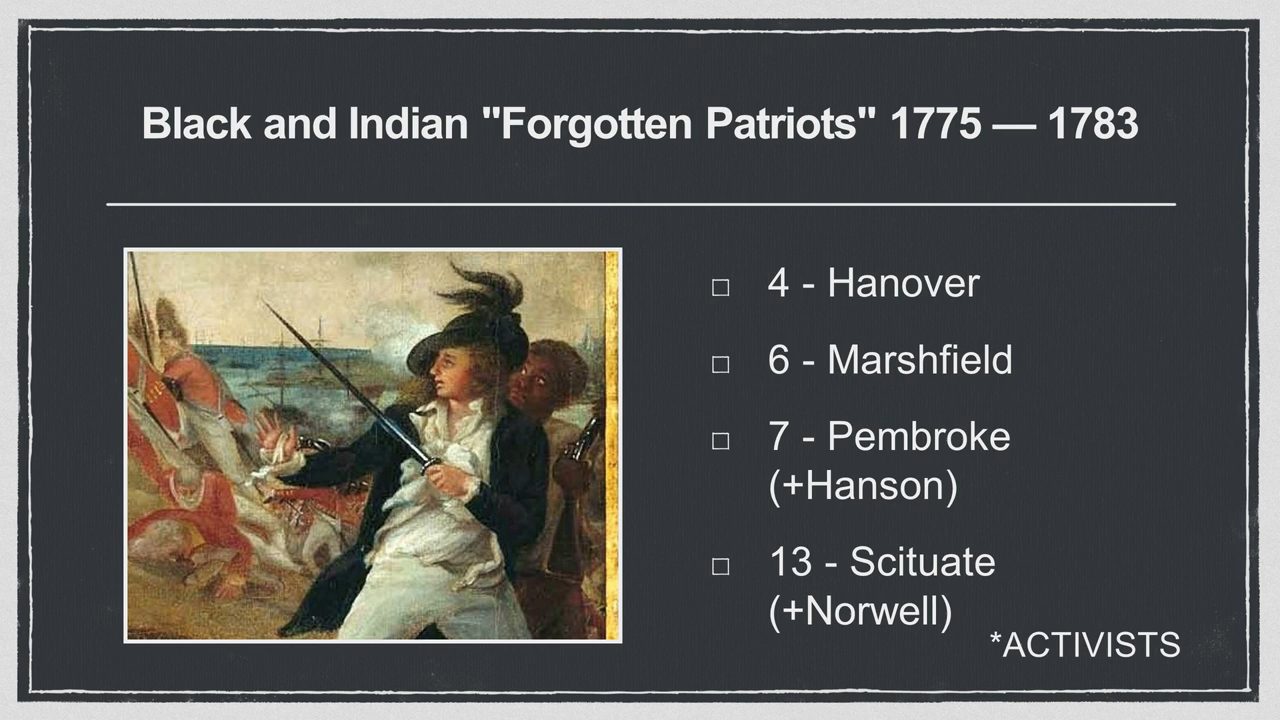 Black and Indian "Forgotten Patriots" 1775 — 1783
4 - Hanover
6 - Marshfield
7 - Pembroke
(+Hanson)
13 - Scituate
(+Norwell)
*ACTIVISTS